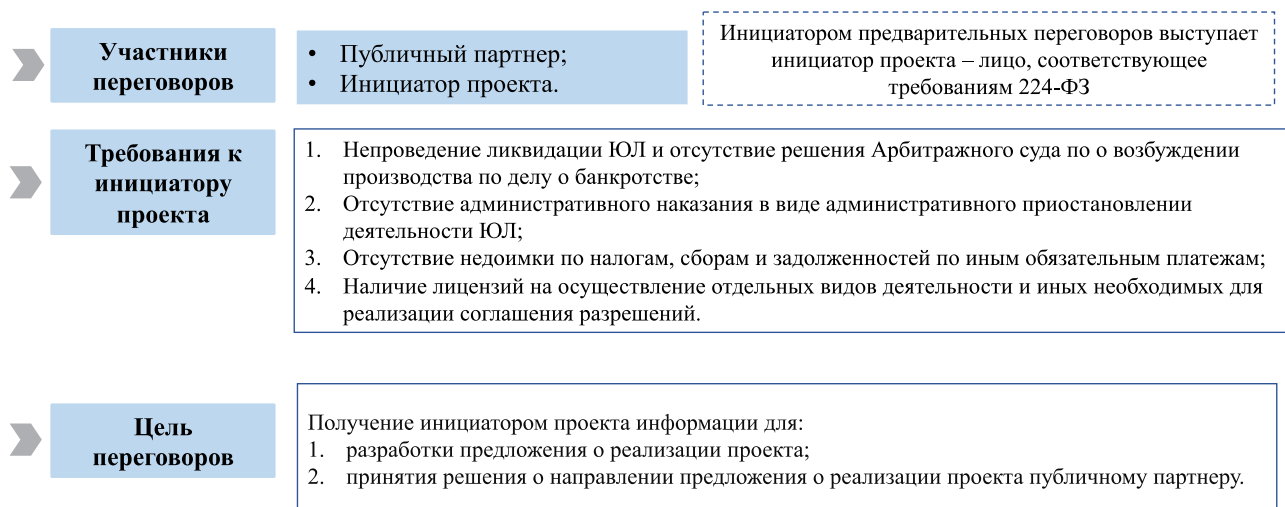 Участники
переговоров
• Публичный партнер;
• Инициатор проекта.
Инициатором предварительных переговоров выступает
инициатор проекта – лицо, соответствующее
требованиям 224-ФЗ
Требования к
инициатору
проекта
1. Непроведение ликвидации ЮЛ и отсутствие решения Арбитражного суда по о возбуждении
производства по делу о банкротстве;
2. Отсутствие административного наказания в виде административного приостановлении
деятельности ЮЛ;
3. Отсутствие недоимки по налогам, сборам и задолженностей по иным обязательным платежам;
4. Наличие лицензий на осуществление отдельных видов деятельности и иных необходимых для
реализации соглашения разрешений.
Цель
переговоров
Получение инициатором проекта информации для:
1. разработки предложения о реализации проекта;
2. принятия решения о направлении предложения о реализации проекта публичному партнеру.